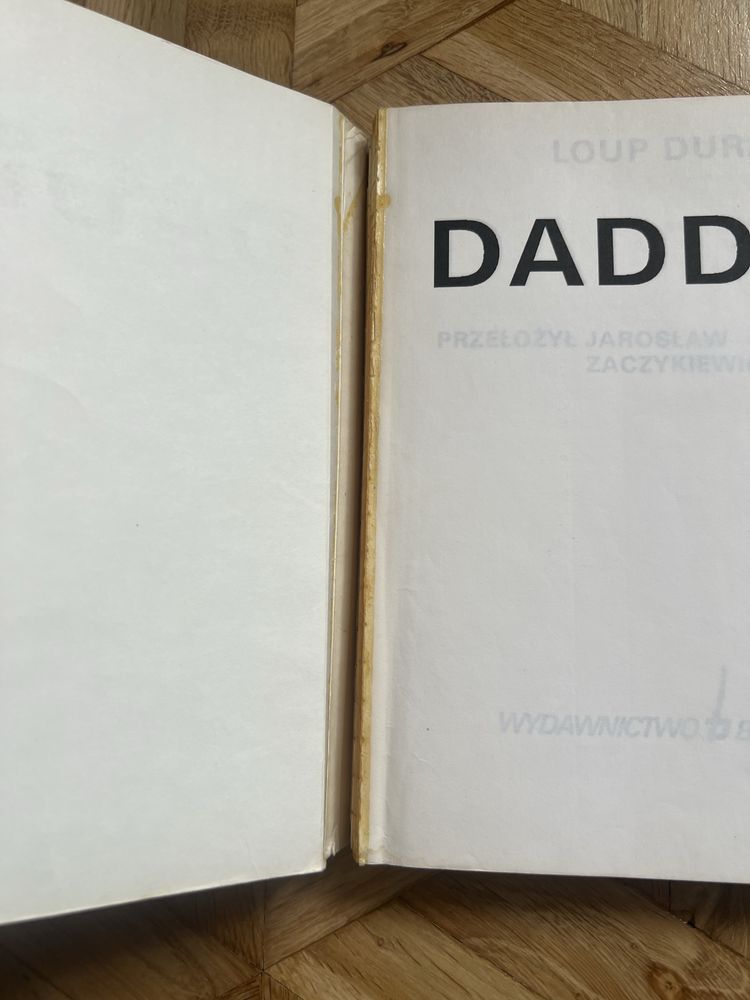 LOUP DUR
DADD
PRZEŁOŻYŁ JAROSŁAW
ZACZYKIEWI
WYDAWNICTWO B